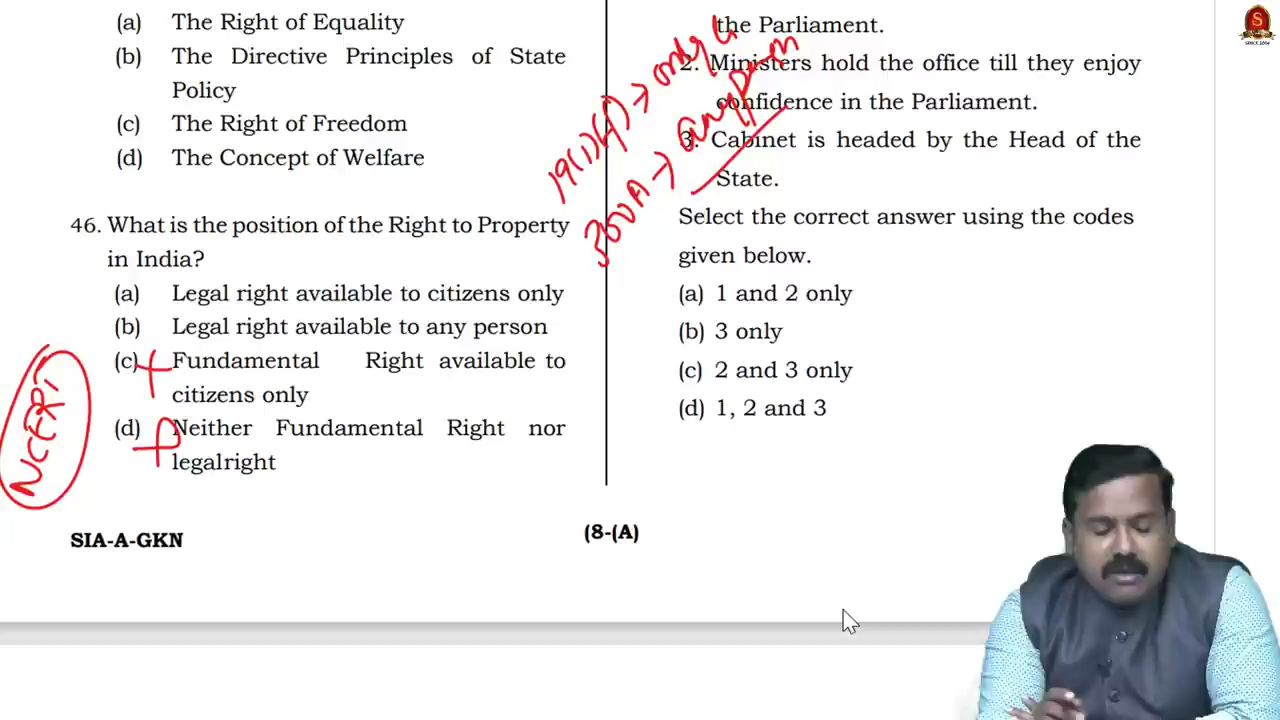 (a) The Right of Equality
(b) The Directive Principles of State
Policy
(c) The Right of Freedom
(d) The Concept of Welfare
46. What is the position of the Right to Property
in India?
(a) Legal right available to citizens only
(b) Legal right available to any person
(c) Fundamental Right available to
citizens only
(d) Neither Fundamental Right nor
legalright
NCERT
SIA-A-GKN
(8-(A)
19(1)(f) → only
300A → any person
the Parliament.
2. Ministers hold the office till they enjoy
confidence in the Parliament.
3. Cabinet is headed by the Head of the
State.
Select the correct answer using the codes
given below.
(a) 1 and 2 only
(b) 3 only
(c) 2 and 3 only
(d) 1, 2 and 3
S
SINCE 2004